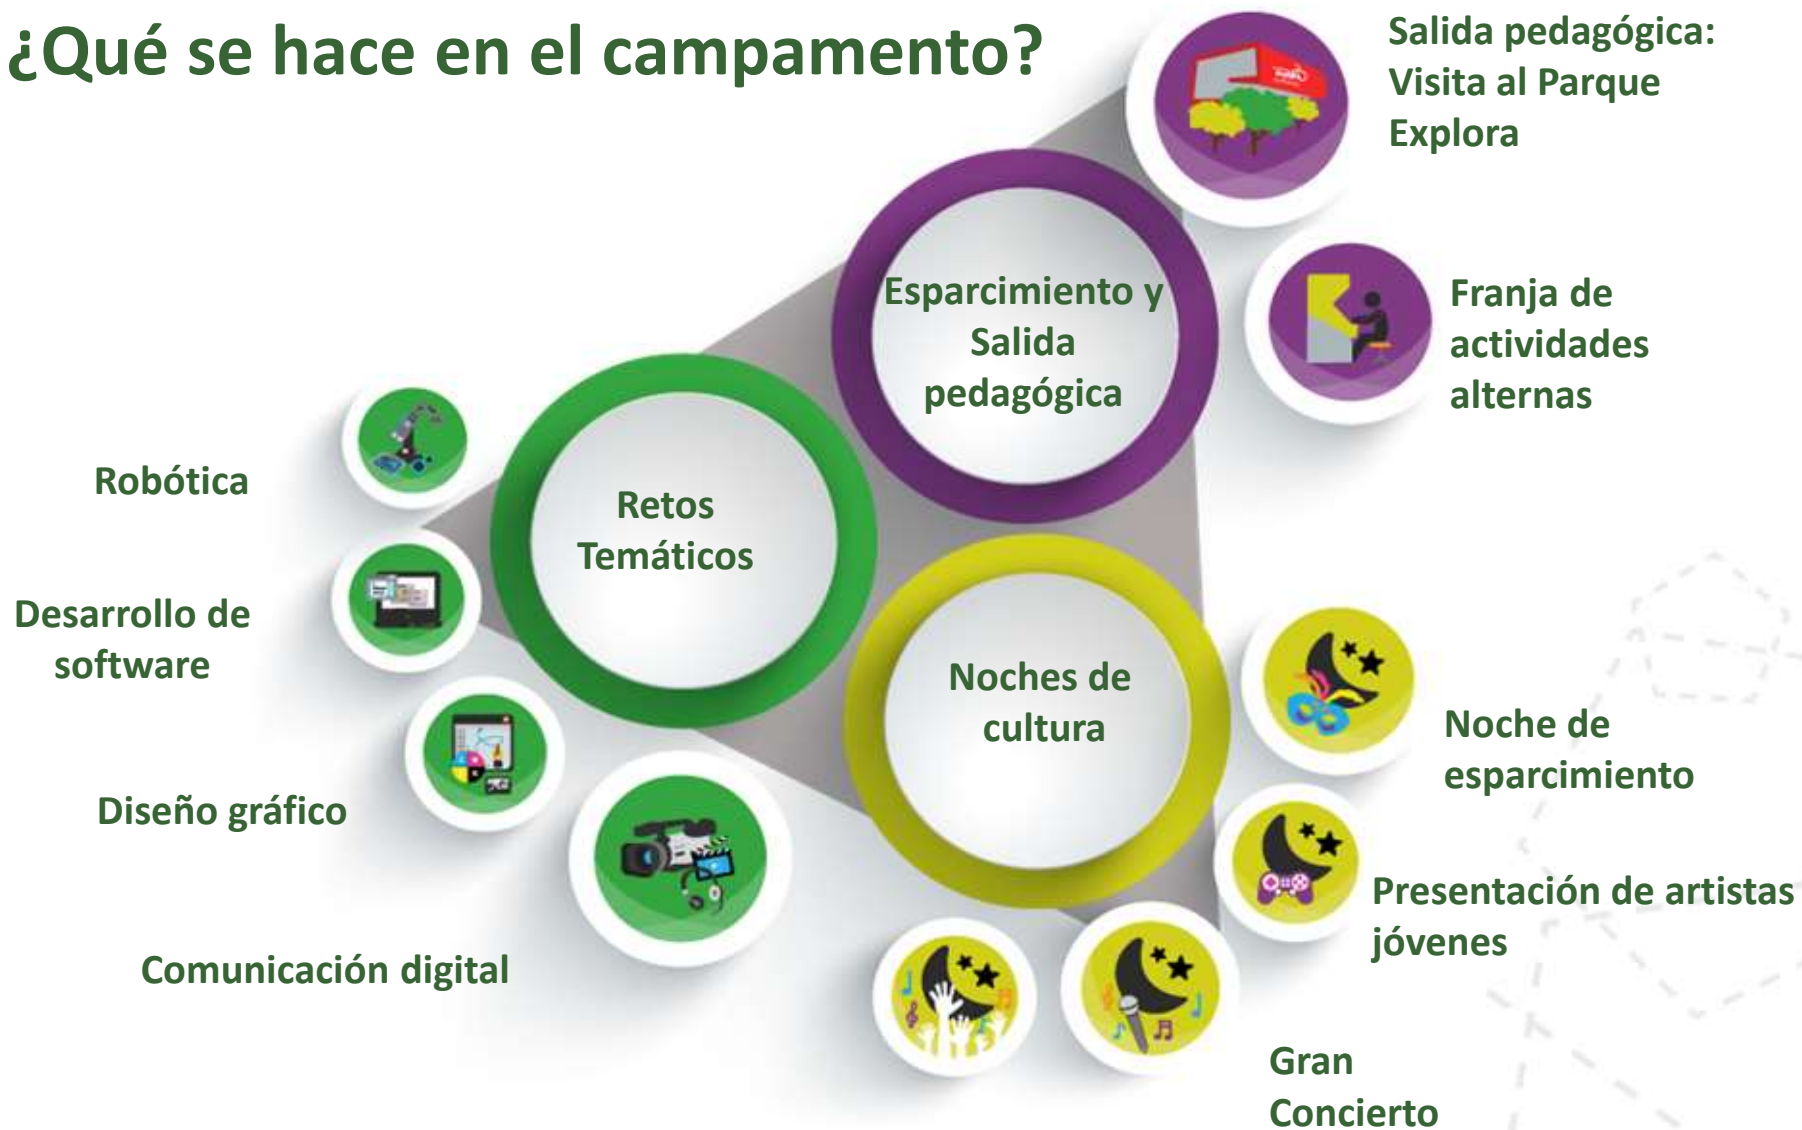 ¿Qué se hace en el campamento?
Salida pedagógica:
Visita al Parque
Explora
Esparcimiento y
Salida
pedagógica
Franja de
actividades
alternas
Robótica
Retos
Temáticos
Desarrollo de
software
Noches de
cultura
Noche de
esparcimiento
Diseño gráfico
Presentación de artistas
jóvenes
Comunicación digital
Gran
Concierto